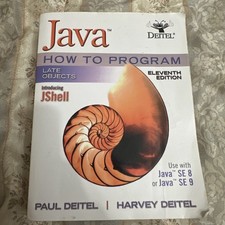 Java™
DEITEL®
HOW TO PROGRAM
LATE
OBJECTS
ELEVENTH EDITION
Introducing
JShell
Use with
Java™ SE 8
or Java™ SE 9
PAUL DEITEL | HARVEY DEITEL